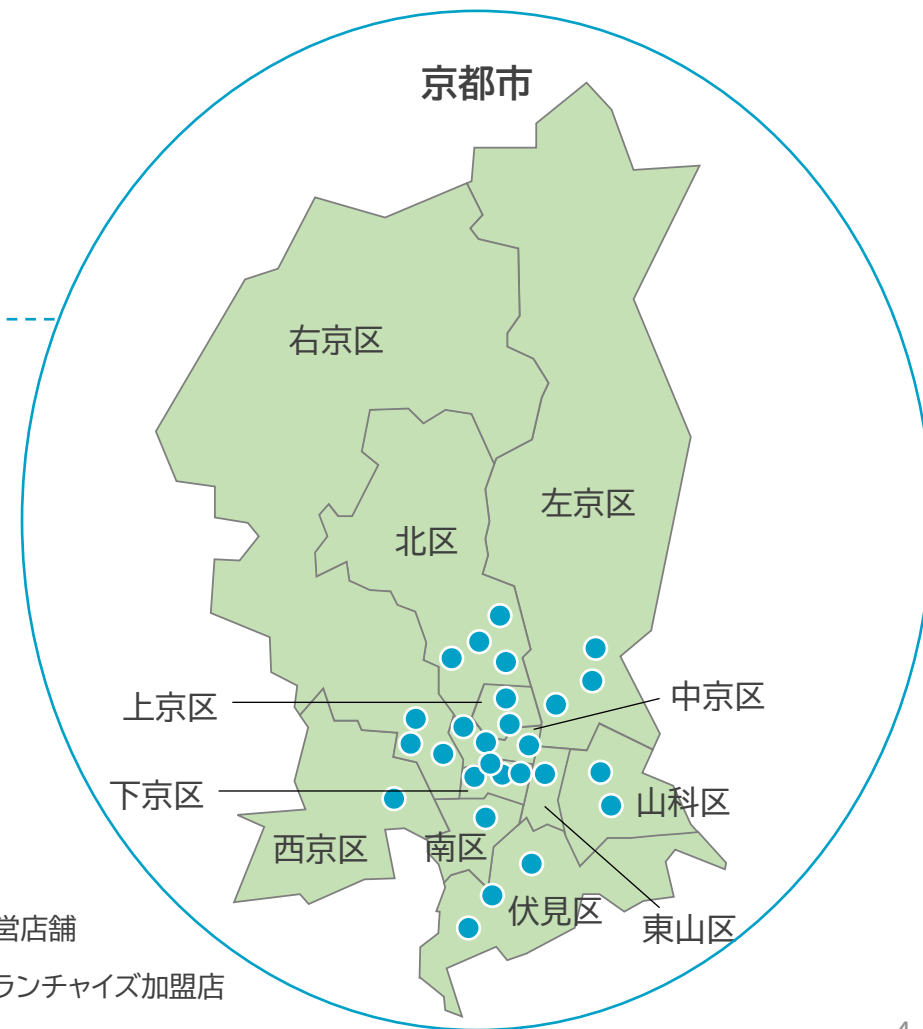 京都市
右京区
左京区
北区
上京区
中京区
下京区
山科区
西京区
南区
伏見区
東山区
営店舗
ランチャイズ加盟店